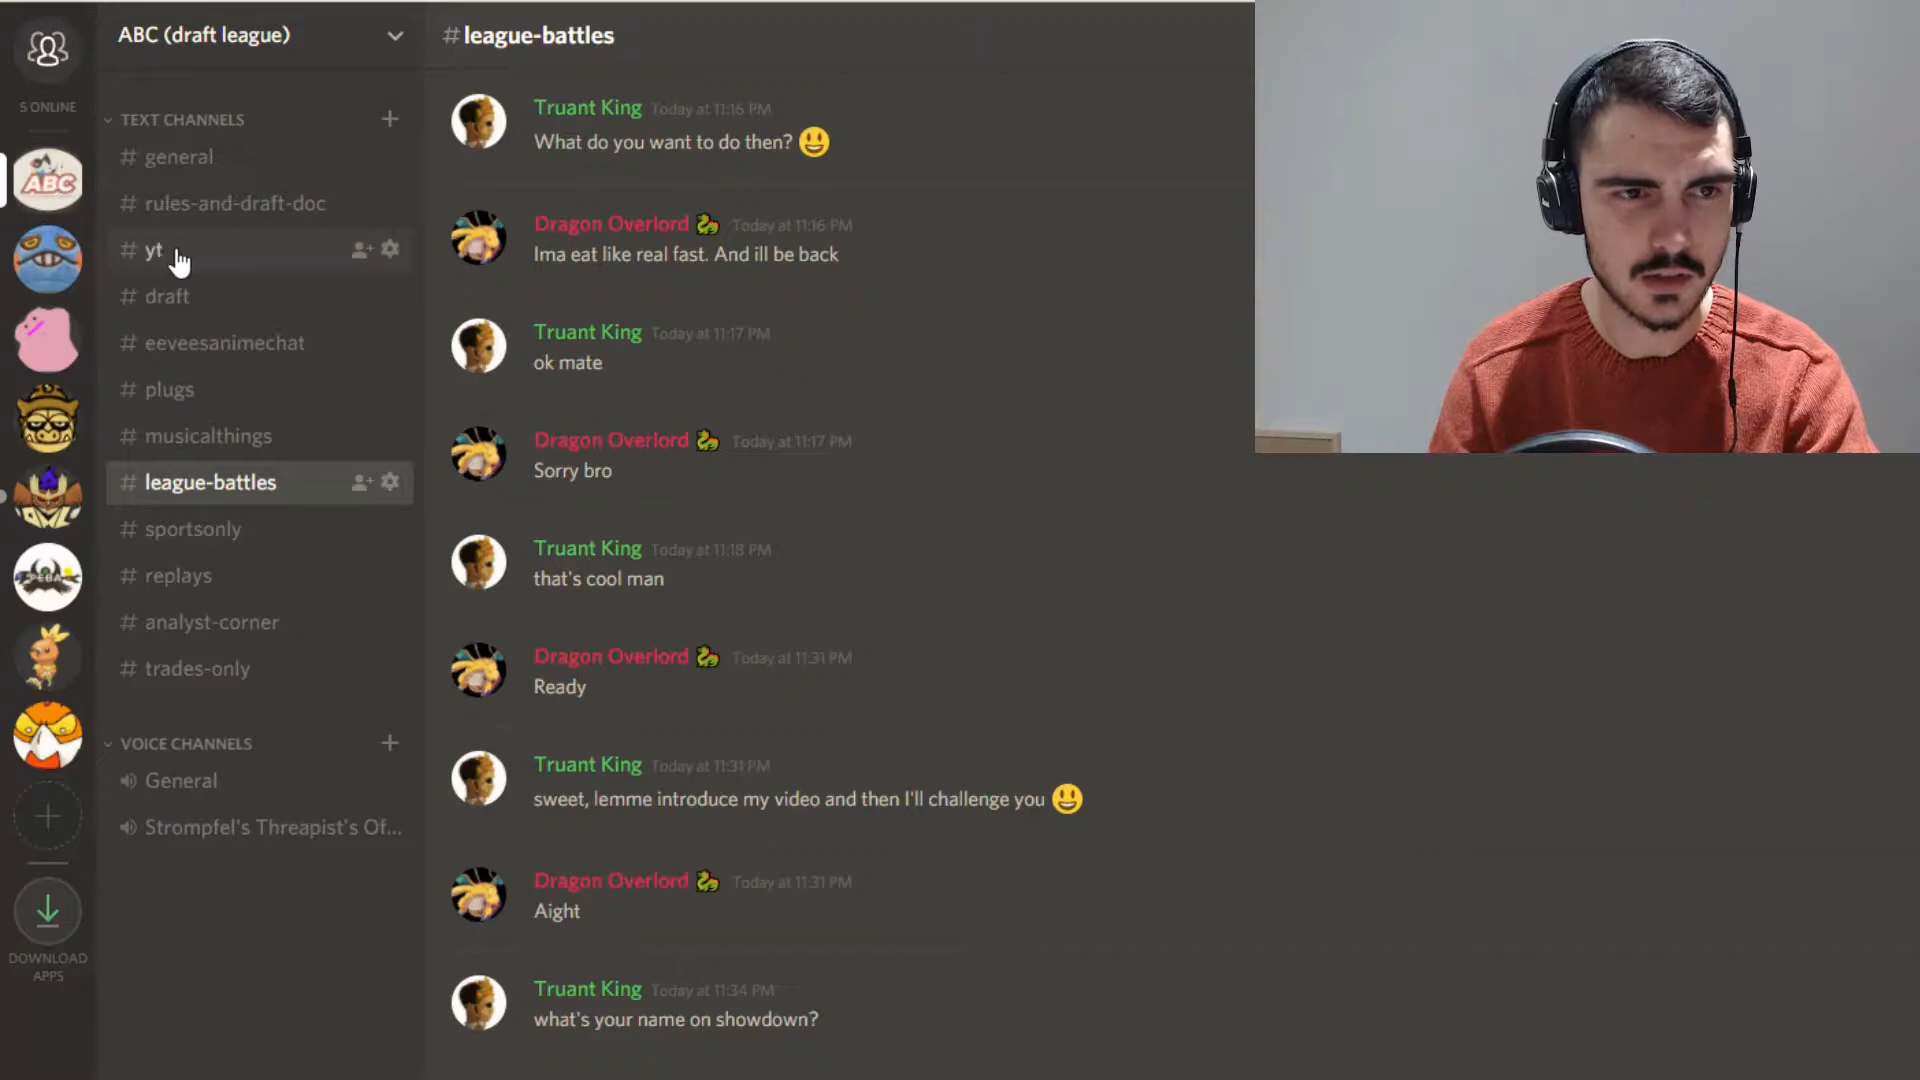 ABC (draft league)
5 ONLINE
TEXT CHANNELS
# general
# rules-and-draft-doc
# yt
# draft
# eeveesanimechat
# plugs
# musicalthings
# league-battles
# sportsonly
# replays
# analyst-corner
# trades-only
VOICE CHANNELS
General
Strompfel's Threapist's Of...
ABC
DOWNLOAD
APPS
# league-battles
Truant King Today at 11:16 PM
What do you want to do then? 😃
Dragon Overlord 🐉 Today at 11:16 PM
Ima eat like real fast. And ill be back
Truant King Today at 11:17 PM
ok mate
Dragon Overlord 🐉 Today at 11:17 PM
Sorry bro
Truant King Today at 11:18 PM
that's cool man
Dragon Overlord 🐉 Today at 11:31 PM
Ready
Truant King Today at 11:31 PM
sweet, lemme introduce my video and then I'll challenge you 😃
Dragon Overlord 🐉 Today at 11:31 PM
Aight
Truant King Today at 11:34 PM
what's your name on showdown?